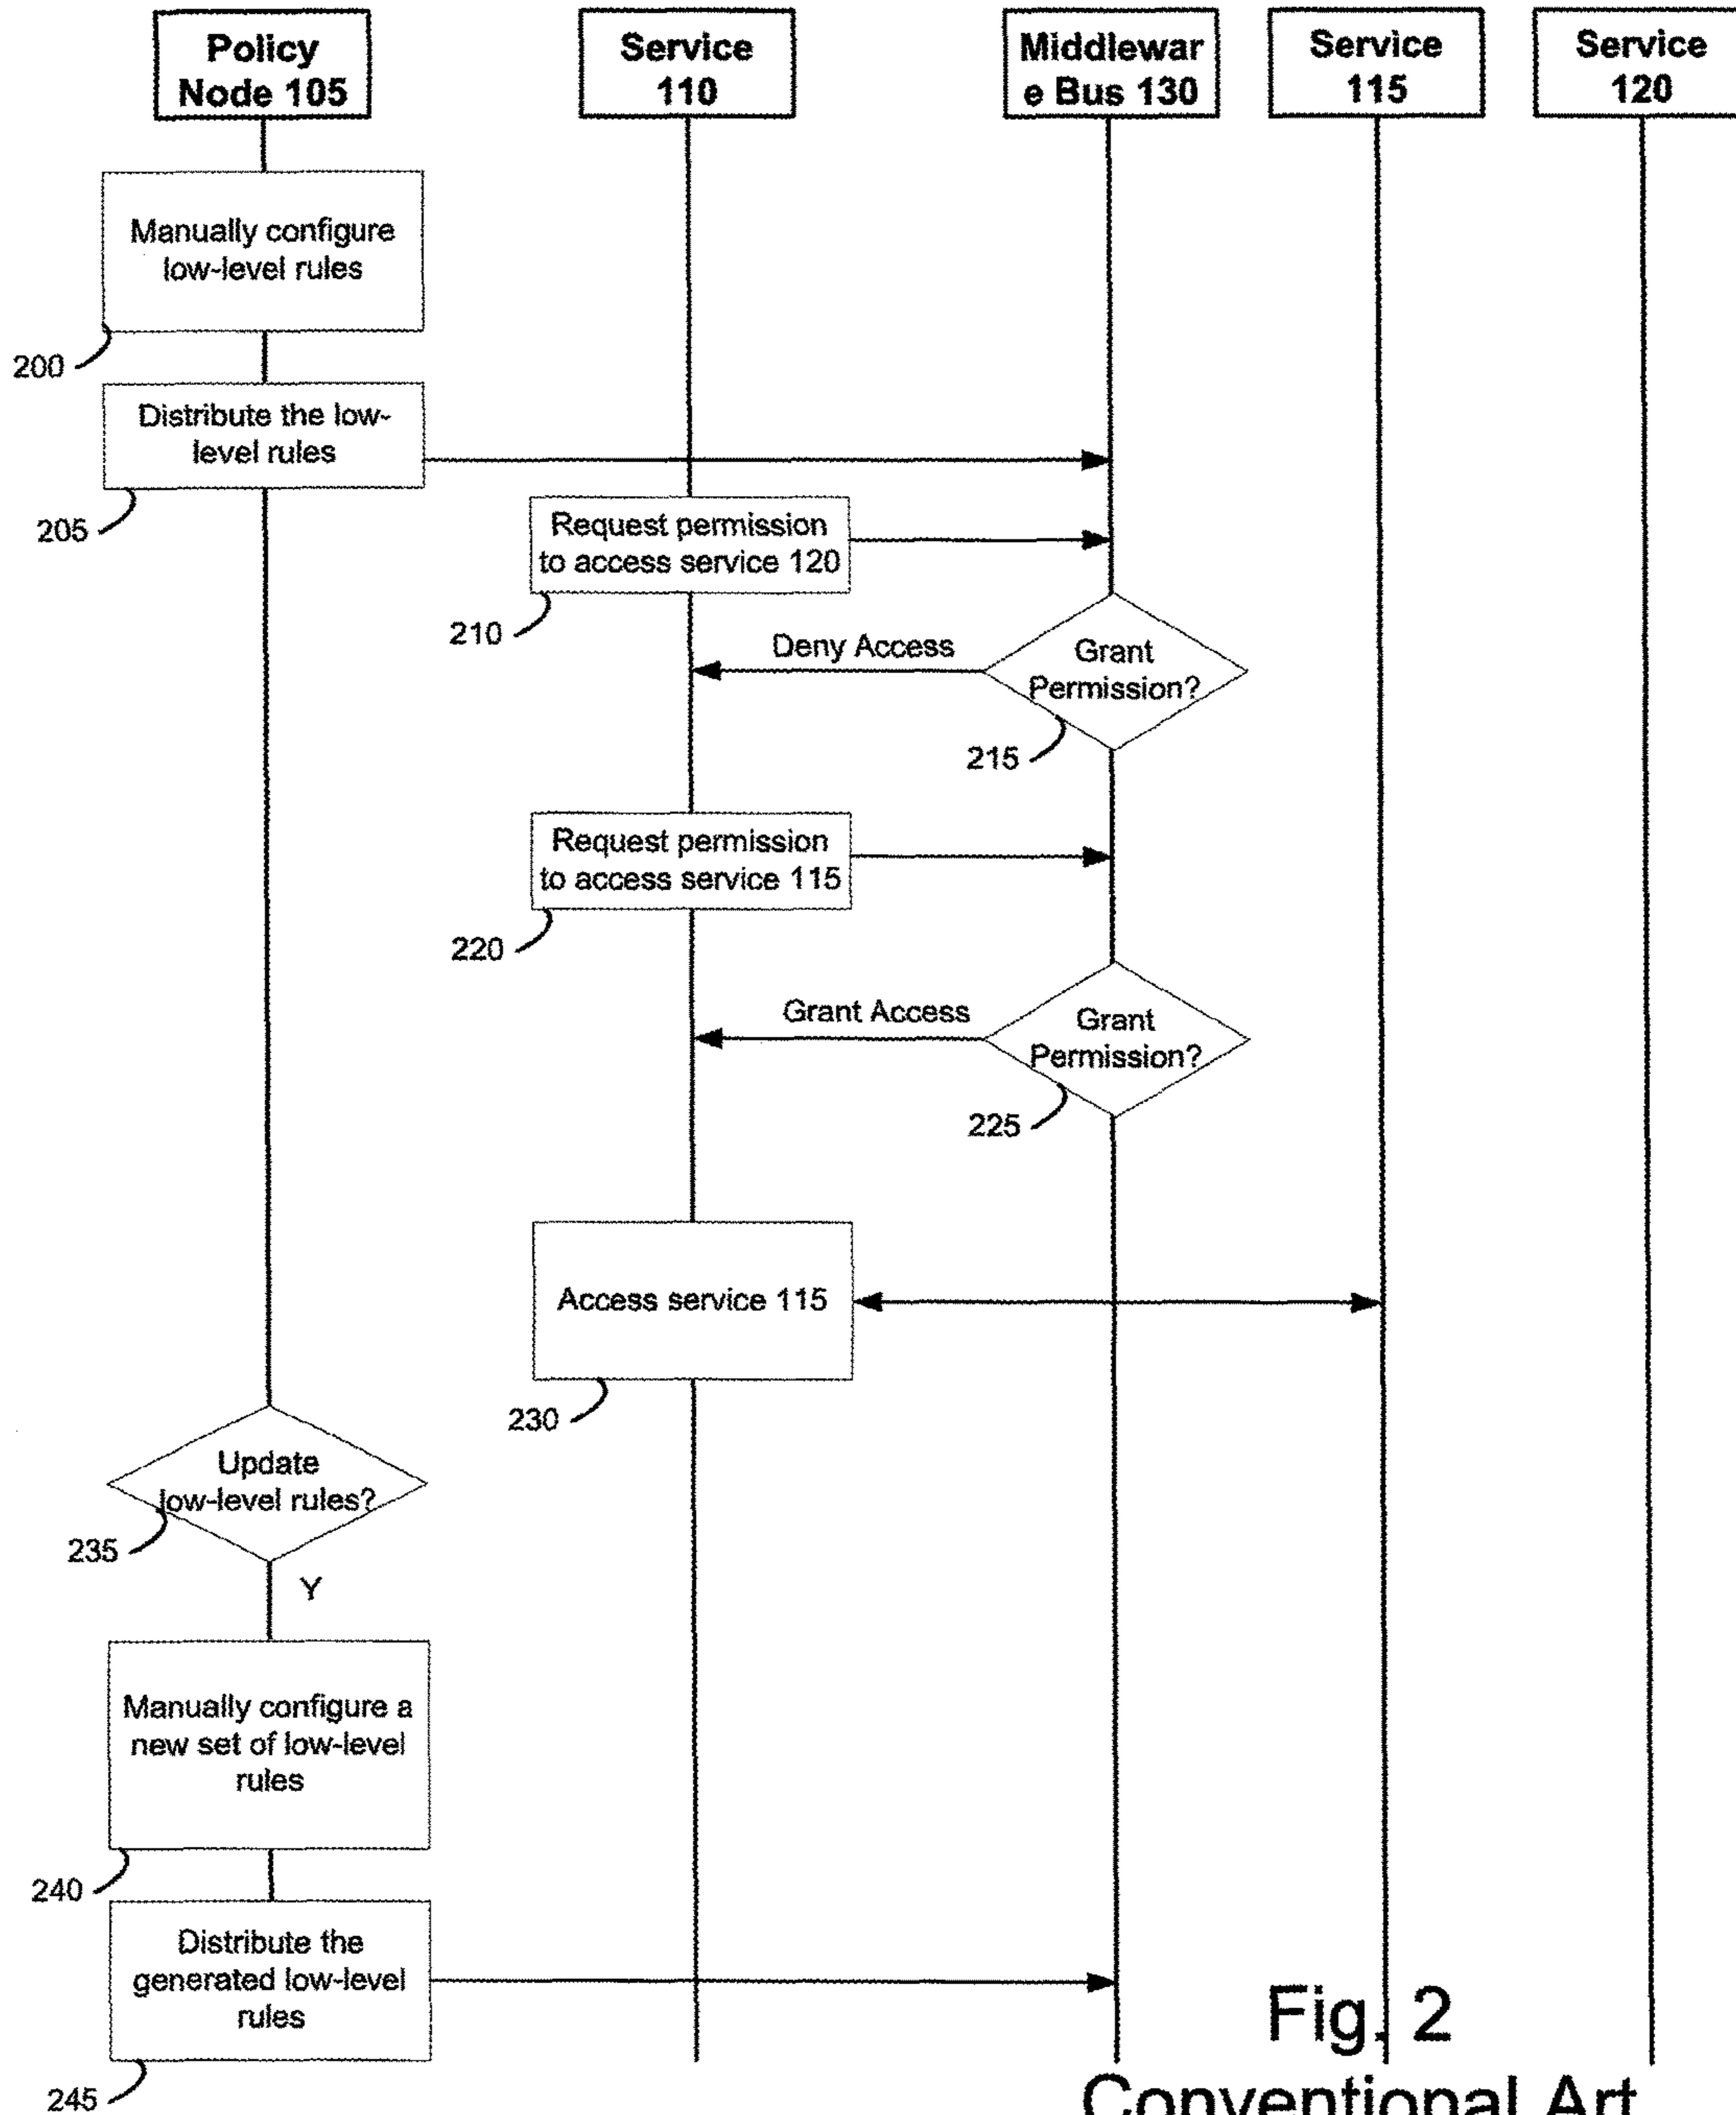 Policy
Node 105
Service
110
Middlewar
e Bus 130
Service
115
Service
120
Manually configure
low-level rules
200
Distribute the low-
level rules
205
Request permission
to access service 120
210
Deny Access
Grant
Permission?
215
Request permission
to access service 115
220
Grant Access
Grant
Permission?
225
Access service 115
230
Update
low-level rules?
235
Y
Manually configure a
new set of low-level
rules
240
Distribute the
generated low-level
rules
245
Fig. 2
Conventional Art